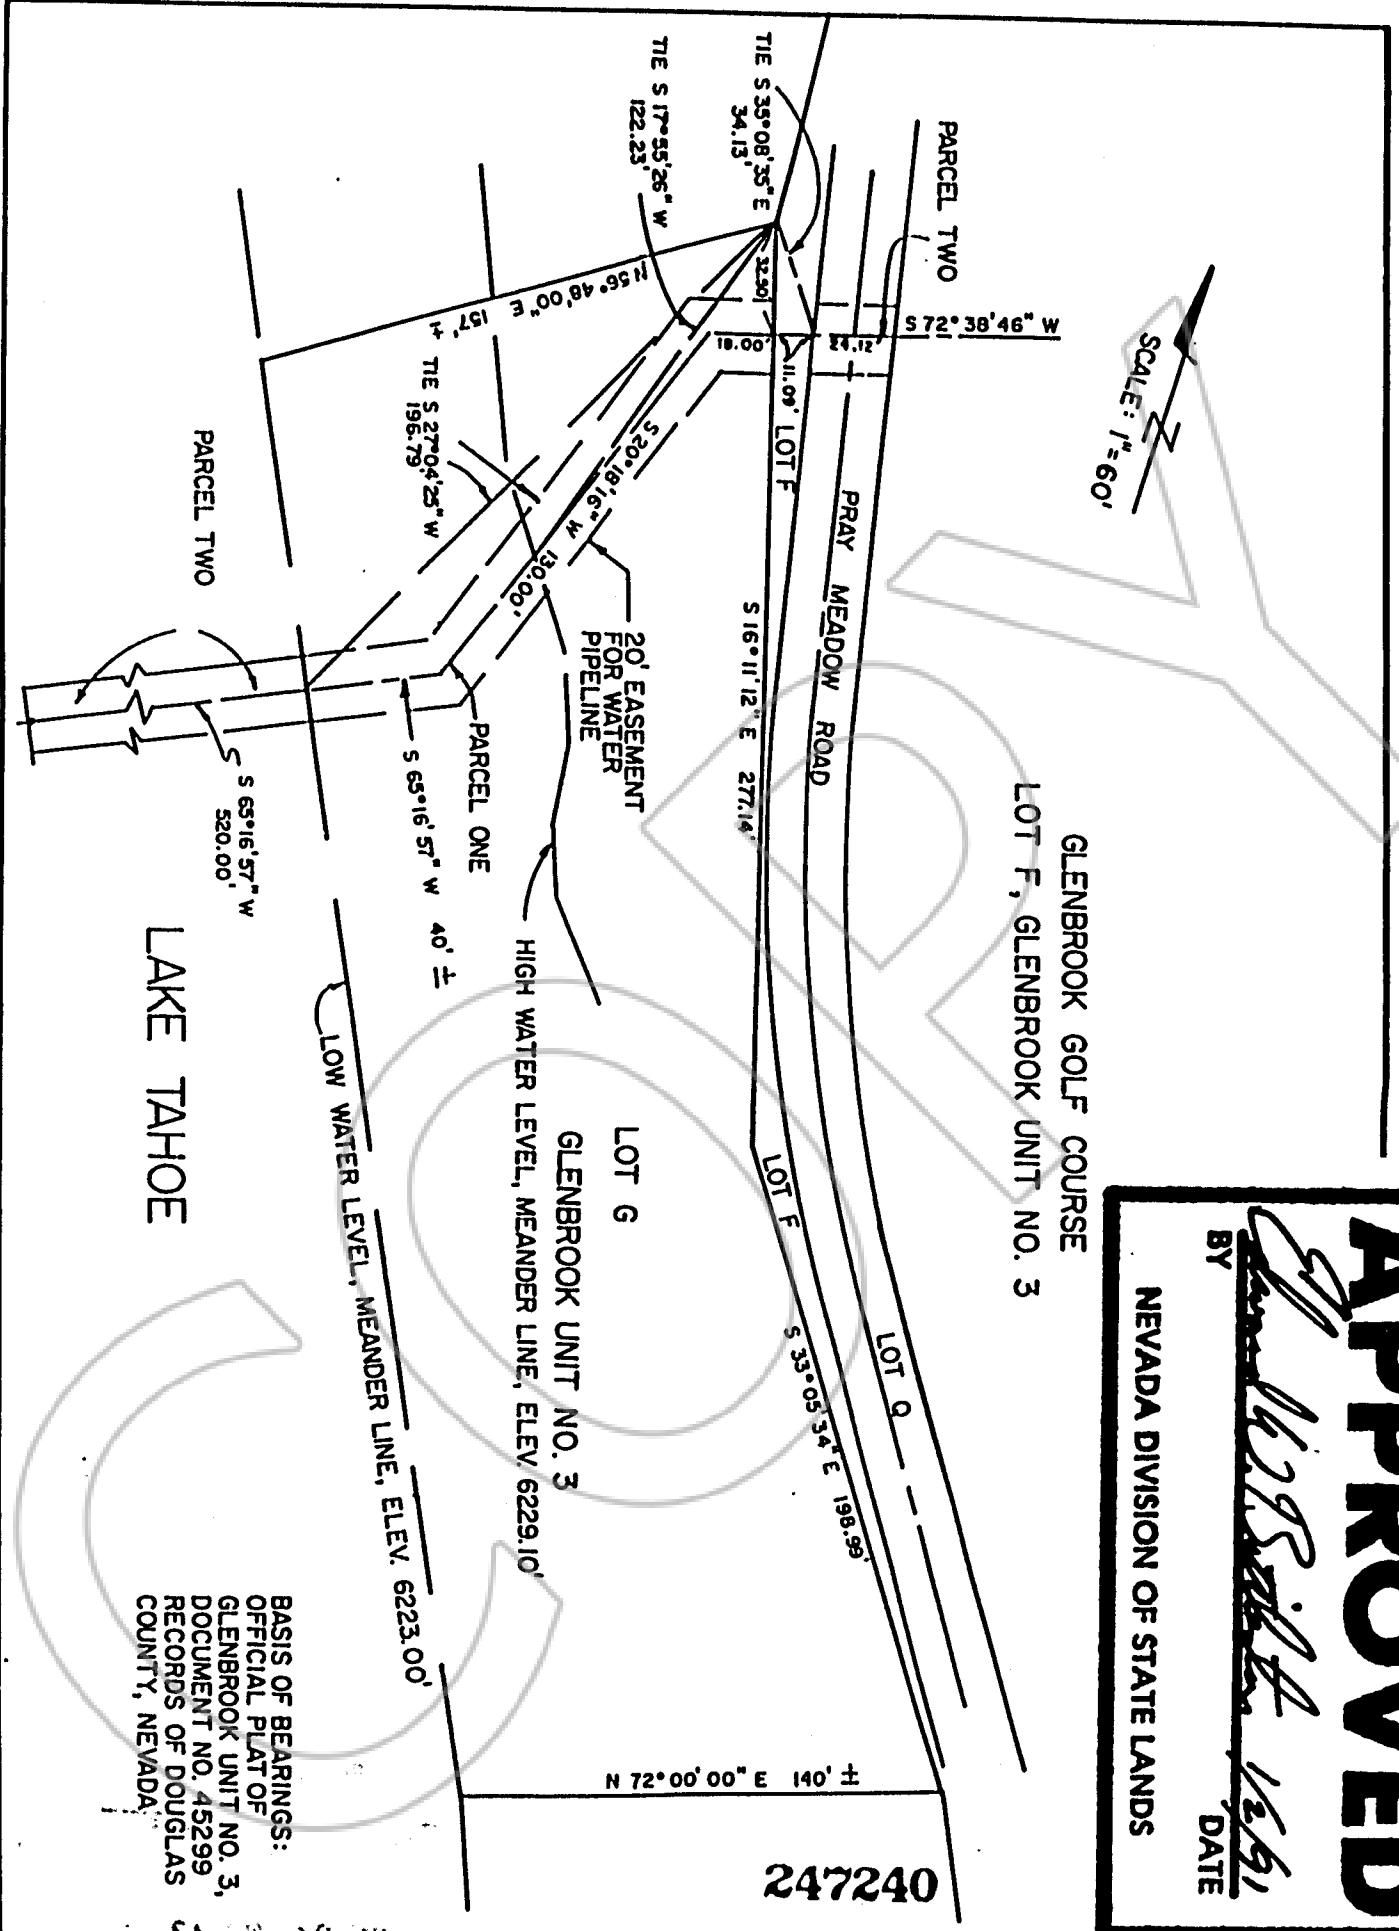 APPROVED
BY
DATE
1/2/91
NEVADA DIVISION OF STATE LANDS
COPY
SCALE: 1"=60'
GLENBROOK GOLF COURSE
LOT F, GLENBROOK UNIT NO. 3
PARCEL TWO
S 72°38'46" W
TIE S 35°08'35" E
34.13'
TIE S 17°55'26" W
122.23'
32.90'
18.00'
11.09'
24.12
LOT F
PRAY MEADOW ROAD
S 16°11'12" E 277.14'
LOT F
LOT Q
S 33°05'34" E 198.99'
N 56°48'00" E 157' ±
TIE S 27°04'25" W
196.79'
S 20°18'16" W 130.00'
20' EASEMENT
FOR WATER
PIPELINE
PARCEL ONE
S 65°16'57" W 40' ±
PARCEL TWO
S 65°16'57" W
520.00'
LOT G
GLENBROOK UNIT NO. 3
HIGH WATER LEVEL, MEANDER LINE, ELEV. 6229.10'
LOW WATER LEVEL, MEANDER LINE, ELEV. 6223.00'
LAKE TAHOE
N 72°00'00" E 140' ±
BASIS OF BEARINGS:
OFFICIAL PLAT OF
GLENBROOK UNIT NO. 3,
DOCUMENT NO. 45299
RECORDS OF DOUGLAS
COUNTY, NEVADA
247240